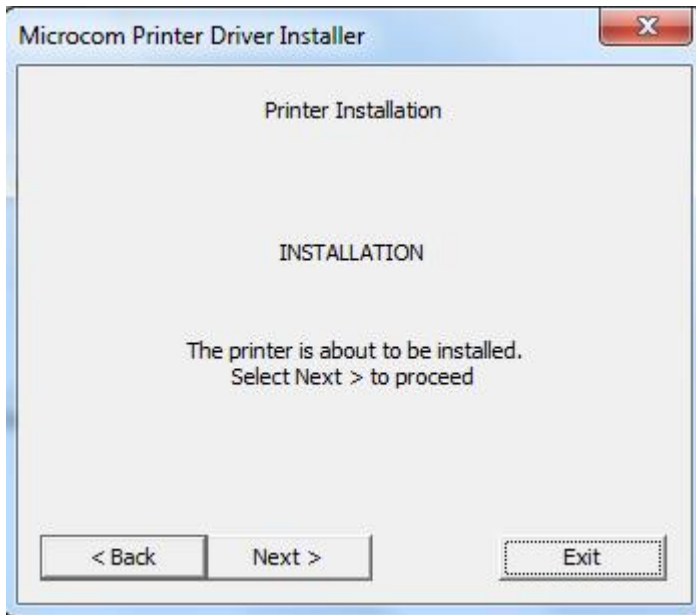 Microcom Printer Driver Installer
Printer Installation
INSTALLATION
The printer is about to be installed.
Select Next > to proceed
< Back
Next >
Exit